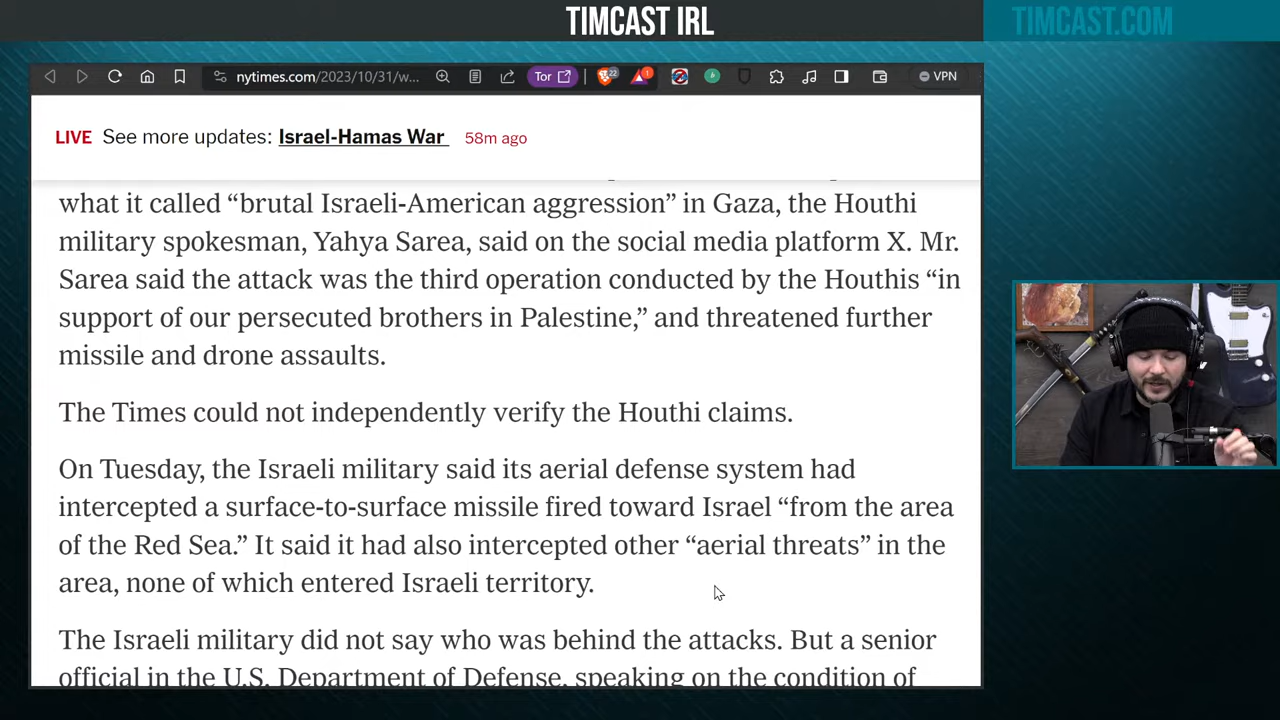 TIMCAST IRL
TIMCAST.COM
nytimes.com/2023/10/31/w...
Tor
22
1
VPN
LIVE See more updates: Israel-Hamas War 58m ago
what it called “brutal Israeli-American aggression” in Gaza, the Houthi
military spokesman, Yahya Sarea, said on the social media platform X. Mr.
Sarea said the attack was the third operation conducted by the Houthis “in
support of our persecuted brothers in Palestine,” and threatened further
missile and drone assaults.
The Times could not independently verify the Houthi claims.
On Tuesday, the Israeli military said its aerial defense system had
intercepted a surface-to-surface missile fired toward Israel “from the area
of the Red Sea.” It said it had also intercepted other “aerial threats” in the
area, none of which entered Israeli territory.
The Israeli military did not say who was behind the attacks. But a senior
official in the U.S. Department of Defense, speaking on the condition of